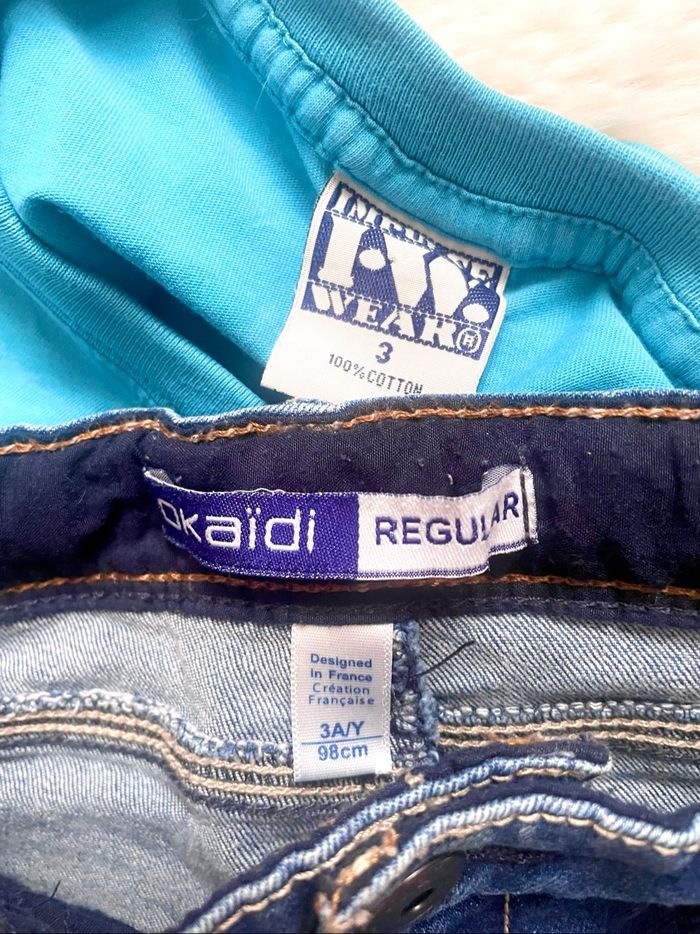 I.W.
WEAR®
3
100% COTTON
okaïdi
REGULAR
Designed
in France
Création
Française
3A/Y
98cm